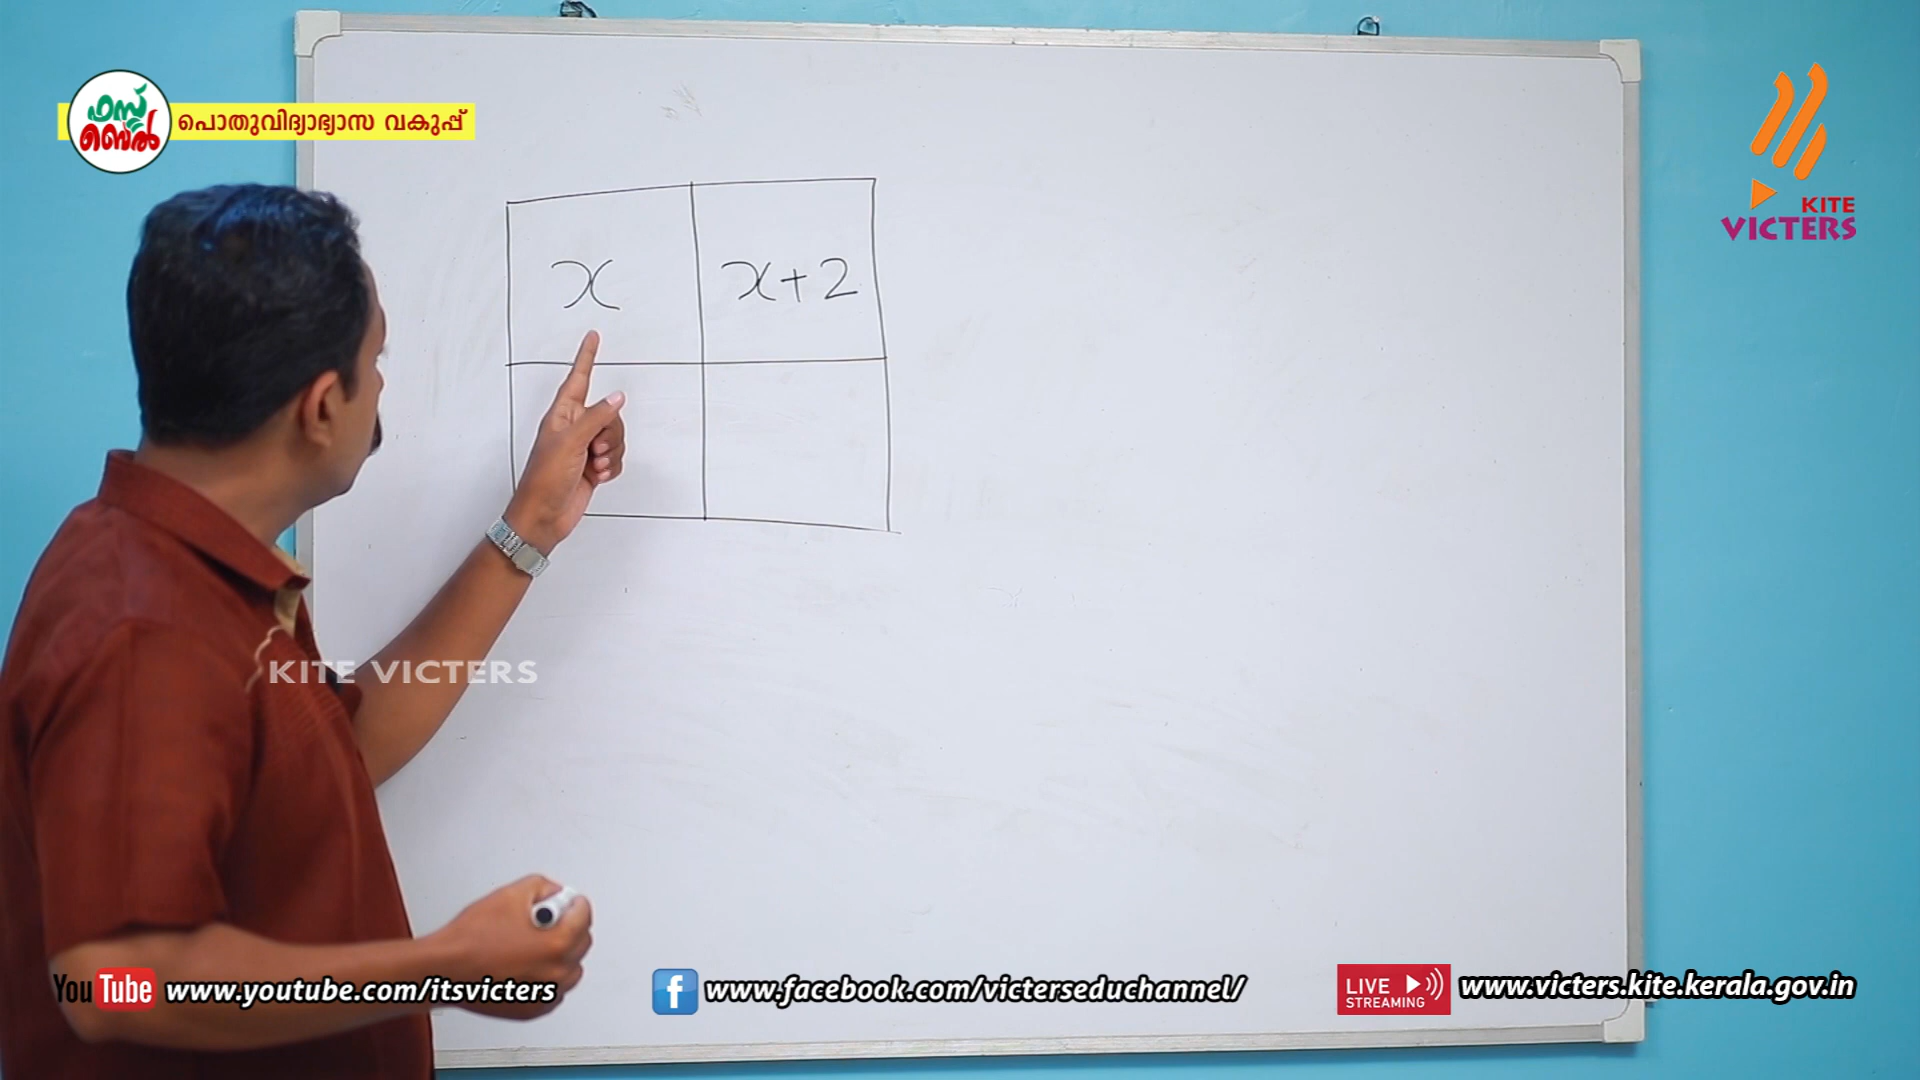 ഫസ്റ്റ്
ബെൽ
പൊതുവിദ്യാഭ്യാസ വകുപ്പ്
KITE
VICTERS
x
x+2
KITE VICTERS
YouTube www.youtube.com/itsvicters
f www.facebook.com/victerseduchannel/
LIVE
STREAMING
www.victers.kite.kerala.gov.in